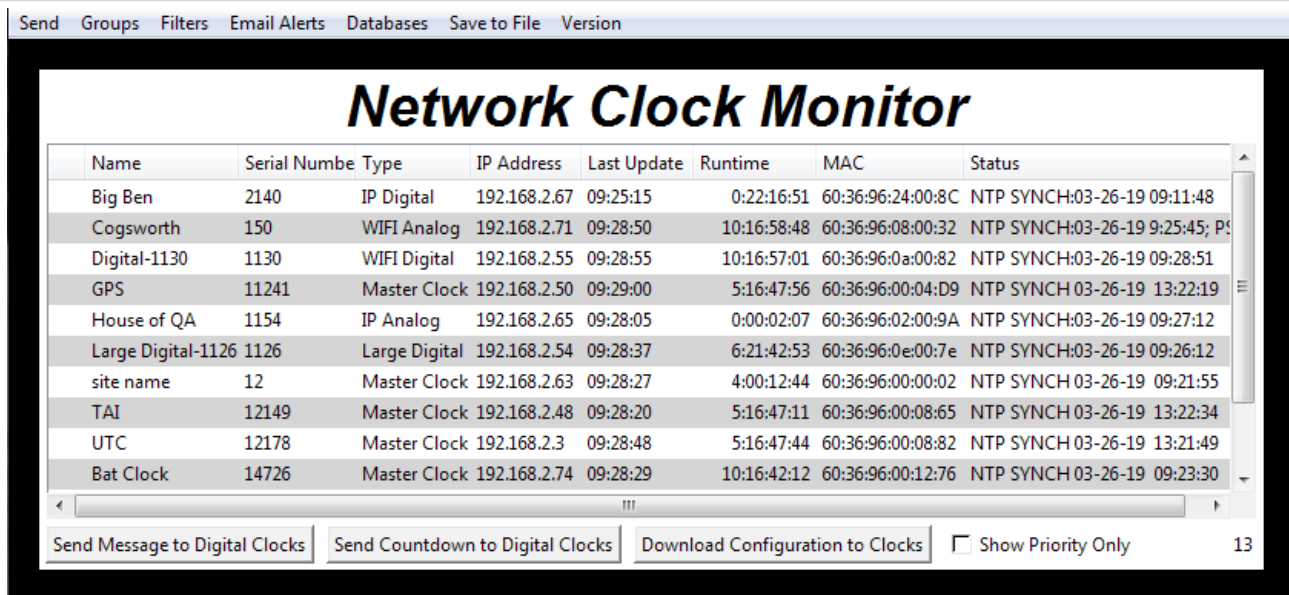 Send Groups Filters Email Alerts Databases Save to File Version
Network Clock Monitor
Name Serial Numbe Type IP Address Last Update Runtime MAC Status
Big Ben 2140 IP Digital 192.168.2.67 09:25:15 0:22:16:51 60:36:96:24:00:8C NTP SYNCH:03-26-19 09:11:48
Cogsworth 150 WIFI Analog 192.168.2.71 09:28:50 10:16:58:48 60:36:96:08:00:32 NTP SYNCH:03-26-19 9:25:45; PS
Digital-1130 1130 WIFI Digital 192.168.2.55 09:28:55 10:16:57:01 60:36:96:0a:00:82 NTP SYNCH:03-26-19 09:28:51
GPS 11241 Master Clock 192.168.2.50 09:29:00 5:16:47:56 60:36:96:00:04:D9 NTP SYNCH 03-26-19 13:22:19
House of QA 1154 IP Analog 192.168.2.65 09:28:05 0:00:02:07 60:36:96:02:00:9A NTP SYNCH:03-26-19 09:27:12
Large Digital-1126 1126 Large Digital 192.168.2.54 09:28:37 6:21:42:53 60:36:96:0e:00:7e NTP SYNCH:03-26-19 09:26:12
site name 12 Master Clock 192.168.2.63 09:28:27 4:00:12:44 60:36:96:00:00:02 NTP SYNCH 03-26-19 09:21:55
TAI 12149 Master Clock 192.168.2.48 09:28:20 5:16:47:11 60:36:96:00:08:65 NTP SYNCH 03-26-19 13:22:34
UTC 12178 Master Clock 192.168.2.3 09:28:48 5:16:47:44 60:36:96:00:08:82 NTP SYNCH 03-26-19 13:21:49
Bat Clock 14726 Master Clock 192.168.2.74 09:28:29 10:16:42:12 60:36:96:00:12:76 NTP SYNCH 03-26-19 09:23:30
Send Message to Digital Clocks Send Countdown to Digital Clocks Download Configuration to Clocks Show Priority Only 13